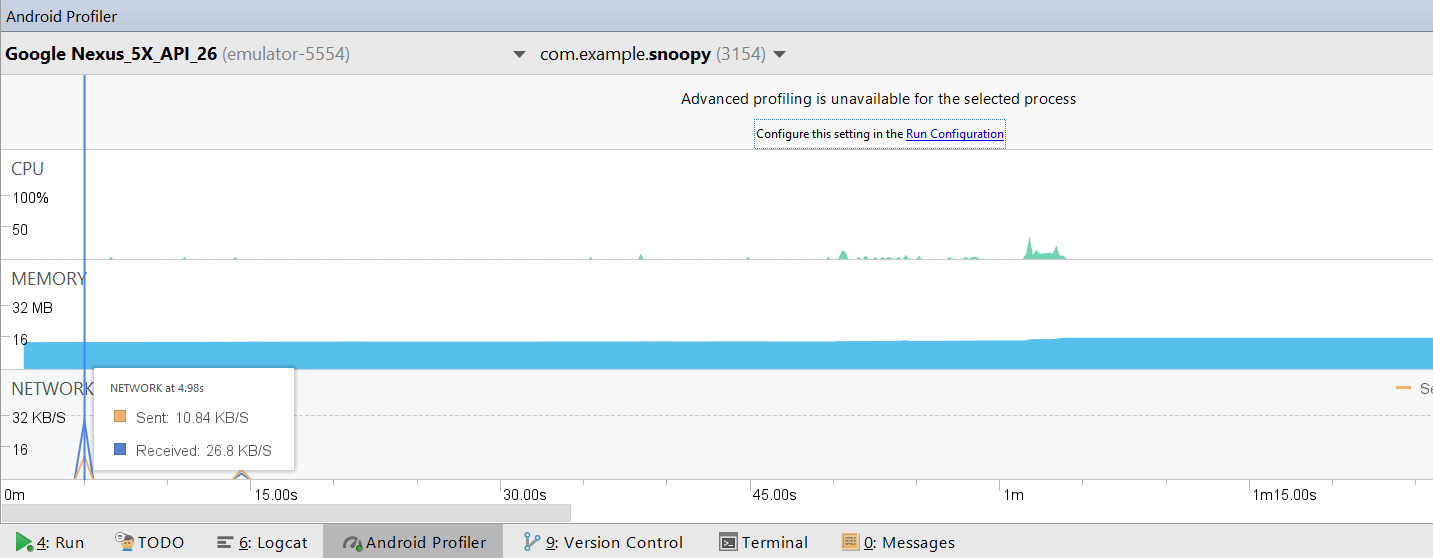 Android Profiler
Google Nexus_5X_API_26 (emulator-5554) com.example.snoopy (3154)
Advanced profiling is unavailable for the selected process
Configure this setting in the Run Configuration
CPU
100%
50
MEMORY
32 MB
16
NETWORK
32 KB/S
16
NETWORK at 4.98s
Sent: 10.84 KB/S
Received: 26.8 KB/S
Se
0m 15.00s 30.00s 45.00s 1m 1m15.00s
4: Run TODO 6: Logcat Android Profiler 9: Version Control Terminal 0: Messages